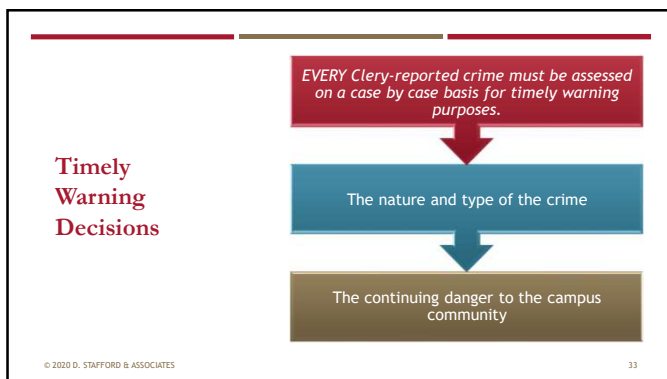 Timely
Warning
Decisions
EVERY Clery-reported crime must be assessed
on a case by case basis for timely warning
purposes.
The nature and type of the crime
The continuing danger to the campus
community
© 2020 D. STAFFORD & ASSOCIATES
33